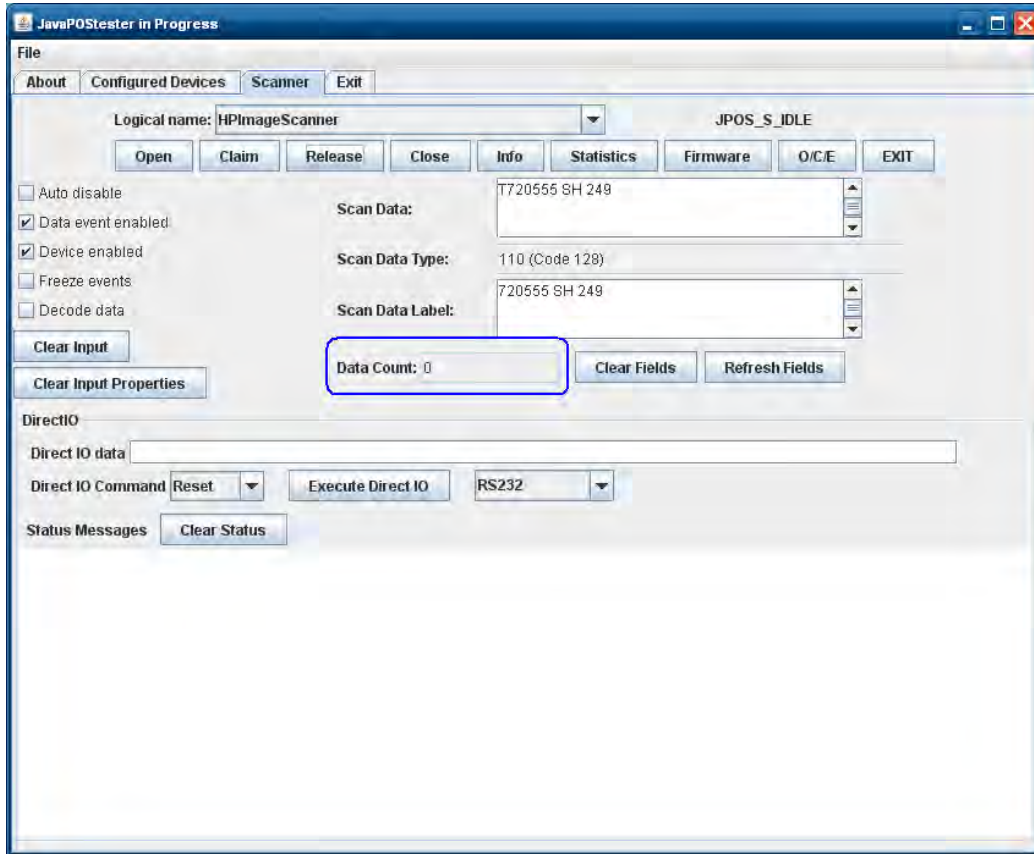 JavaPOStester in Progress
File
About Configured Devices Scanner Exit
Logical name: HPImageScanner JPOS_S_IDLE
Open Claim Release Close Info Statistics Firmware O/C/E EXIT
Auto disable
Data event enabled
Device enabled
Freeze events
Decode data
Clear Input
Clear Input Properties
Scan Data: T720555 SH 249
Scan Data Type: 110 (Code 128)
Scan Data Label: 720555 SH 249
Data Count: 0 Clear Fields Refresh Fields
DirectIO
Direct IO data
Direct IO Command Reset Execute Direct IO RS232
Status Messages Clear Status